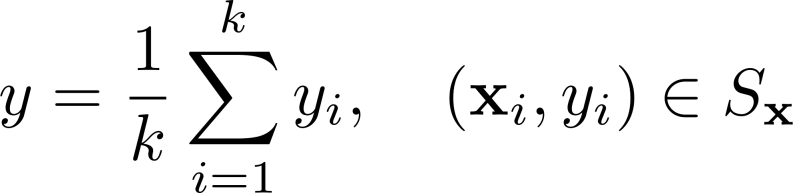 y = \frac{1}{k} \sum_{i=1}^{k} y_i, \quad (\mathbf{x}_i, y_i) \in S_{\mathbf{x}}